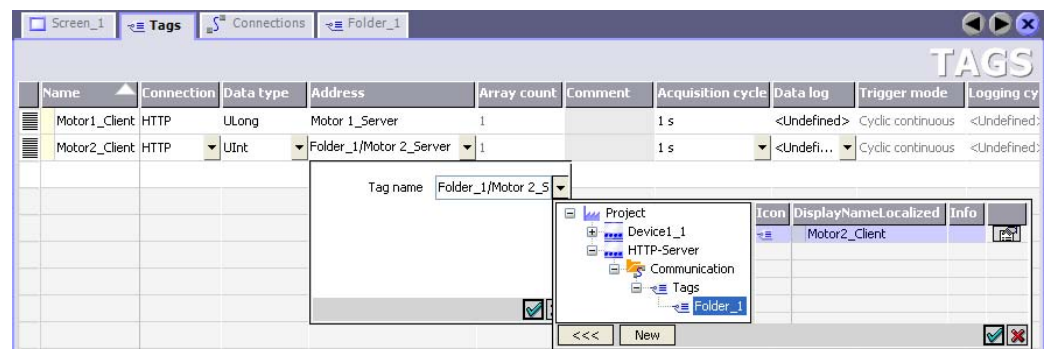 Screen_1 Tags Connections Folder_1
TAGS
Name Connection Data type Address Array count Comment Acquisition cycle Data log Trigger mode Logging cy
Motor1_Client HTTP ULong Motor 1_Server 1 1 s <Undefined> Cyclic continuous <Undefined>
Motor2_Client HTTP UInt Folder_1/Motor 2_Server 1 1 s <Undefi... Cyclic continuous <Undefined>
Tag name Folder_1/Motor 2_S
Project Icon DisplayNameLocalized Info
Device1_1 Motor2_Client
HTTP-Server
Communication
Tags
Folder_1
<<< New